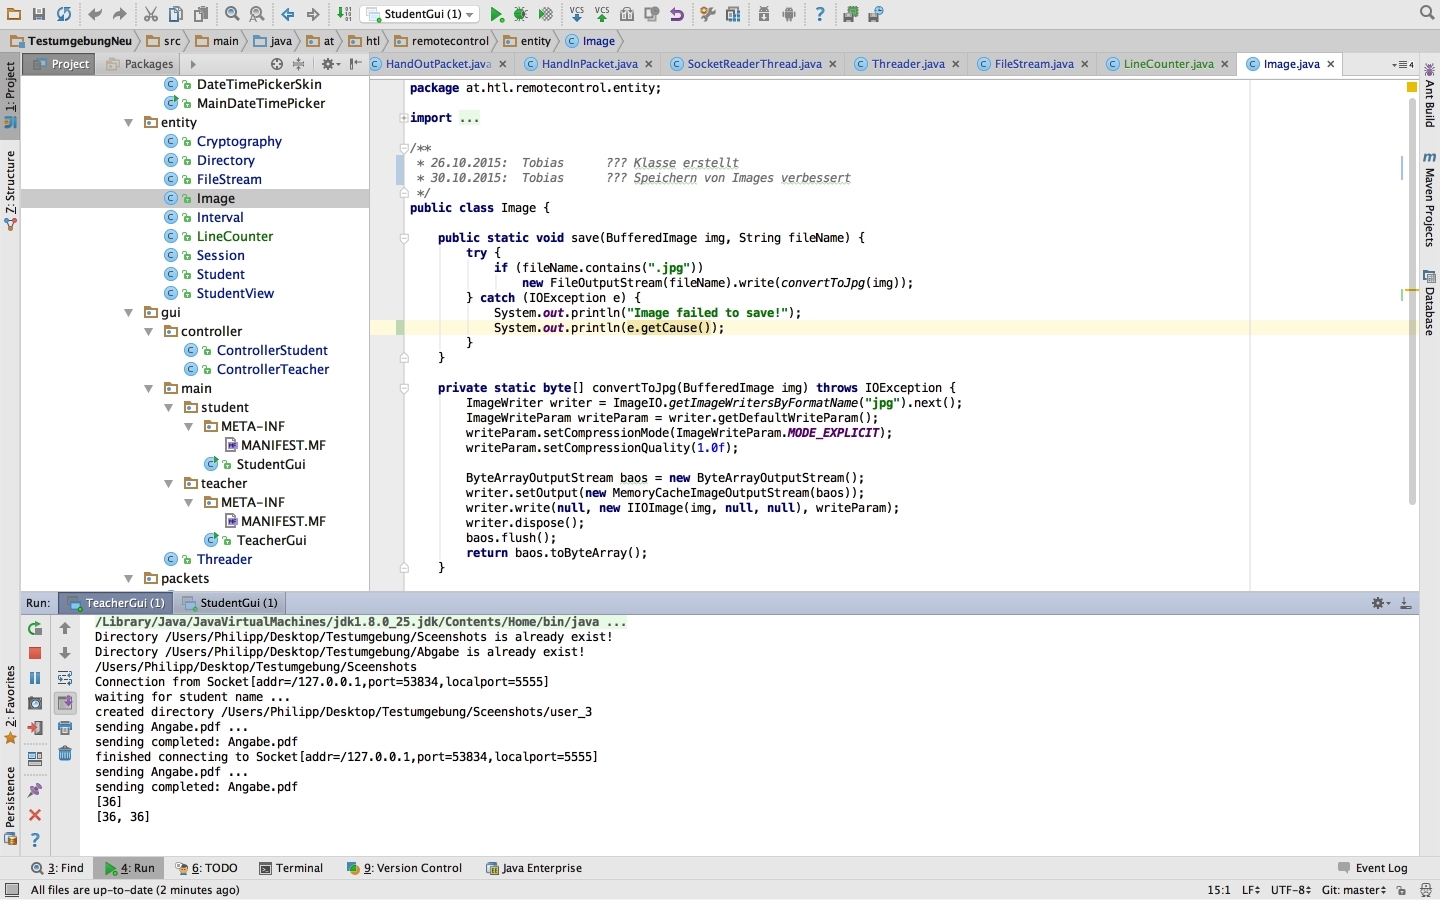 StudentGui (1)
VCS
VCS
TestumgebungNeu
src
main
java
at
htl
remotecontrol
entity
Image
Project
Packages
HandOutPacket.java
HandInPacket.java
SocketReaderThread.java
Threader.java
FileStream.java
LineCounter.java
Image.java
1: Project
Z: Structure
2: Favorites
Persistence
DateTimePickerSkin
MainDateTimePicker
entity
Cryptography
Directory
FileStream
Image
Interval
LineCounter
Session
Student
StudentView
gui
controller
ControllerStudent
ControllerTeacher
main
student
META-INF
MANIFEST.MF
StudentGui
teacher
META-INF
MANIFEST.MF
TeacherGui
Threader
packets
package at.htl.remotecontrol.entity;
import ...
/**
* 26.10.2015: Tobias ??? Klasse erstellt
* 30.10.2015: Tobias ??? Speichern von Images verbessert
*/
public class Image {
public static void save(BufferedImage img, String fileName) {
try {
if (fileName.contains(".jpg"))
new FileOutputStream(fileName).write(convertToJpg(img));
} catch (IOException e) {
System.out.println("Image failed to save!");
System.out.println(e.getCause());
}
}
private static byte[] convertToJpg(BufferedImage img) throws IOException {
ImageWriter writer = ImageIO.getImageWritersByFormatName("jpg").next();
ImageWriteParam writeParam = writer.getDefaultWriteParam();
writeParam.setCompressionMode(ImageWriteParam.MODE_EXPLICIT);
writeParam.setCompressionQuality(1.0f);
ByteArrayOutputStream baos = new ByteArrayOutputStream();
writer.setOutput(new MemoryCacheImageOutputStream(baos));
writer.write(null, new IIOImage(img, null, null), writeParam);
writer.dispose();
baos.flush();
return baos.toByteArray();
}
Ant Build
Maven Projects
Database
Run:
TeacherGui (1)
StudentGui (1)
/Library/Java/JavaVirtualMachines/jdk1.8.0_25.jdk/Contents/Home/bin/java ...
Directory /Users/Philipp/Desktop/Testumgebung/Sceenshots is already exist!
Directory /Users/Philipp/Desktop/Testumgebung/Abgabe is already exist!
/Users/Philipp/Desktop/Testumgebung/Sceenshots
Connection from Socket[addr=/127.0.0.1,port=53834,localport=5555]
waiting for student name ...
created directory /Users/Philipp/Desktop/Testumgebung/Sceenshots/user_3
sending Angabe.pdf ...
sending completed: Angabe.pdf
finished connecting to Socket[addr=/127.0.0.1,port=53834,localport=5555]
sending Angabe.pdf ...
sending completed: Angabe.pdf
[36]
[36, 36]
3: Find
4: Run
6: TODO
Terminal
9: Version Control
Java Enterprise
Event Log
All files are up-to-date (2 minutes ago)
15:1
LF
UTF-8
Git: master